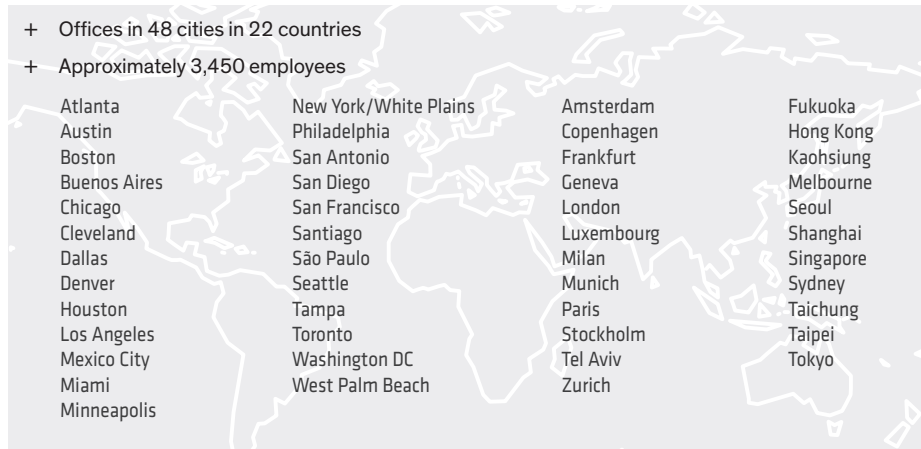 + Offices in 48 cities in 22 countries
+ Approximately 3,450 employees
Atlanta
Austin
Boston
Buenos Aires
Chicago
Cleveland
Dallas
Denver
Houston
Los Angeles
Mexico City
Miami
Minneapolis
New York/White Plains
Philadelphia
San Antonio
San Diego
San Francisco
Santiago
São Paulo
Seattle
Tampa
Toronto
Washington DC
West Palm Beach
Amsterdam
Copenhagen
Frankfurt
Geneva
London
Luxembourg
Milan
Munich
Paris
Stockholm
Tel Aviv
Zurich
Fukuoka
Hong Kong
Kaohsiung
Melbourne
Seoul
Shanghai
Singapore
Sydney
Taichung
Taipei
Tokyo